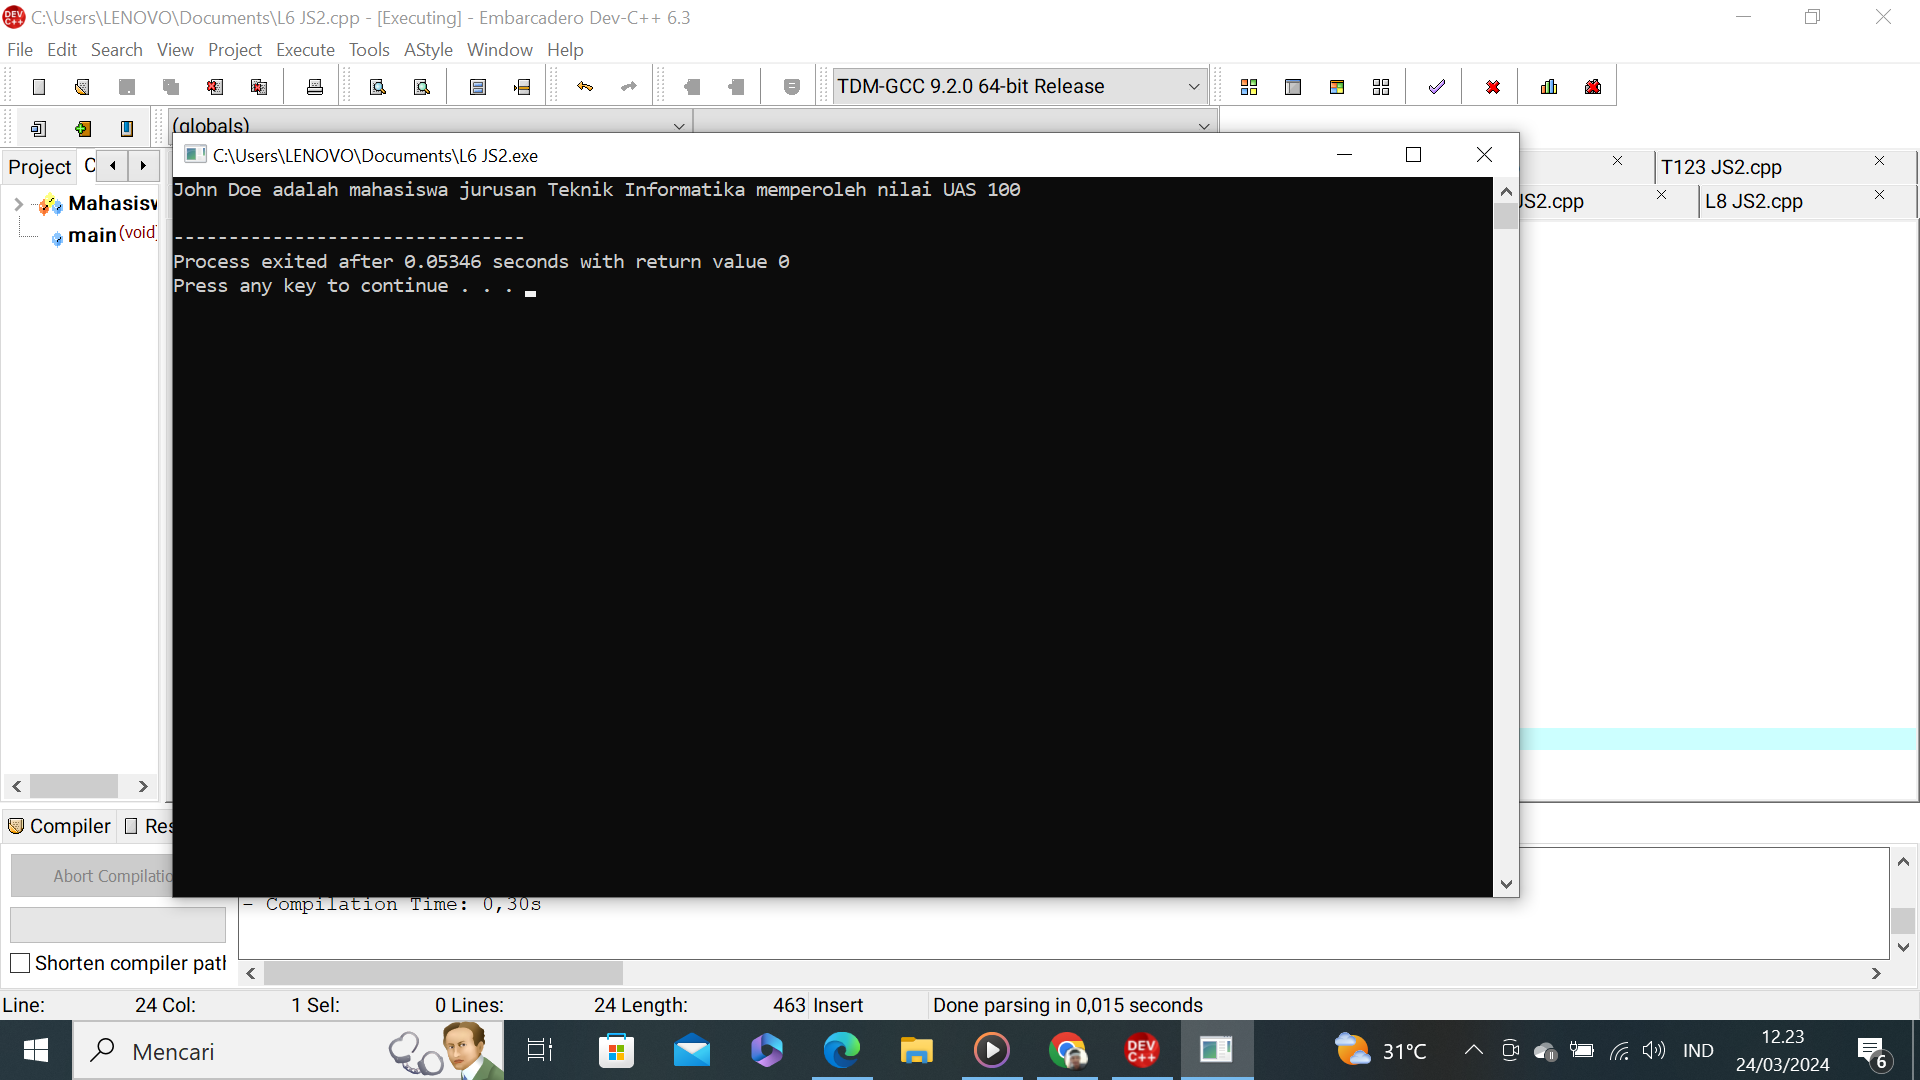 C:\Users\LENOVO\Documents\L6 JS2.cpp - [Executing] - Embarcadero Dev-C++ 6.3
File Edit Search View Project Execute Tools AStyle Window Help
TDM-GCC 9.2.0 64-bit Release
(globals)
Project
C:\Users\LENOVO\Documents\L6 JS2.exe
T123 JS2.cpp
JS2.cpp
L8 JS2.cpp
Mahasisw
main (void)
John Doe adalah mahasiswa jurusan Teknik Informatika memperoleh nilai UAS 100
--------------------------------
Process exited after 0.05346 seconds with return value 0
Press any key to continue . . .
Compiler
Res
Abort Compilatio
- Compilation Time: 0,30s
Shorten compiler path
Line: 24 Col: 1 Sel: 0 Lines: 24 Length: 463 Insert Done parsing in 0,015 seconds
Mencari
DEV C++
31°C
IND
12.23
24/03/2024
6